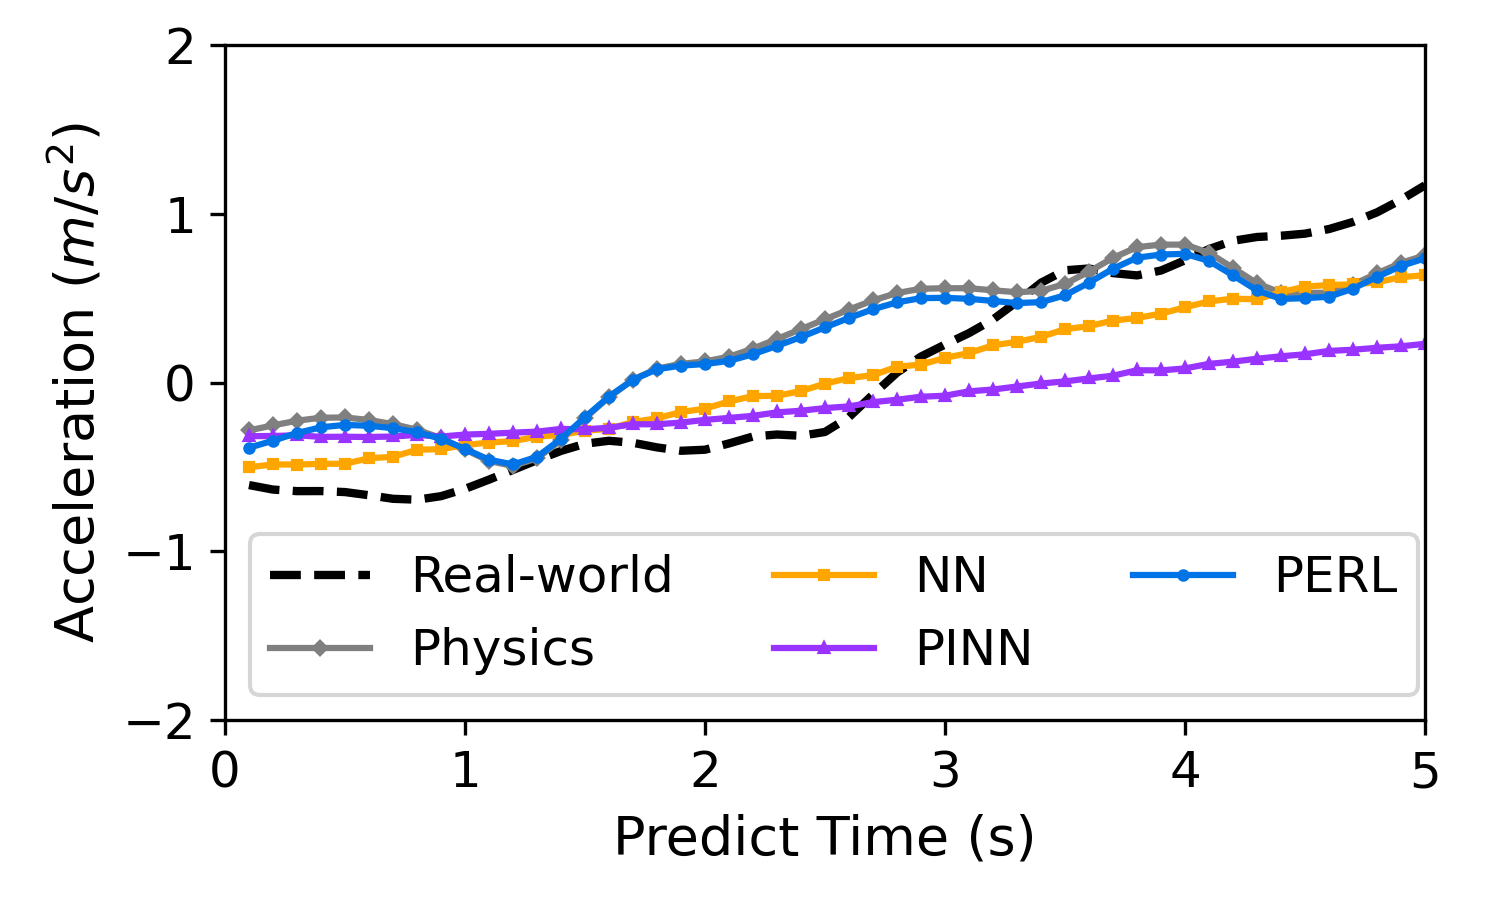 2
1
0
−1
−2
Acceleration (m/s²)
Real-world
Physics
NN
PINN
PERL
0 1 2 3 4 5
Predict Time (s)